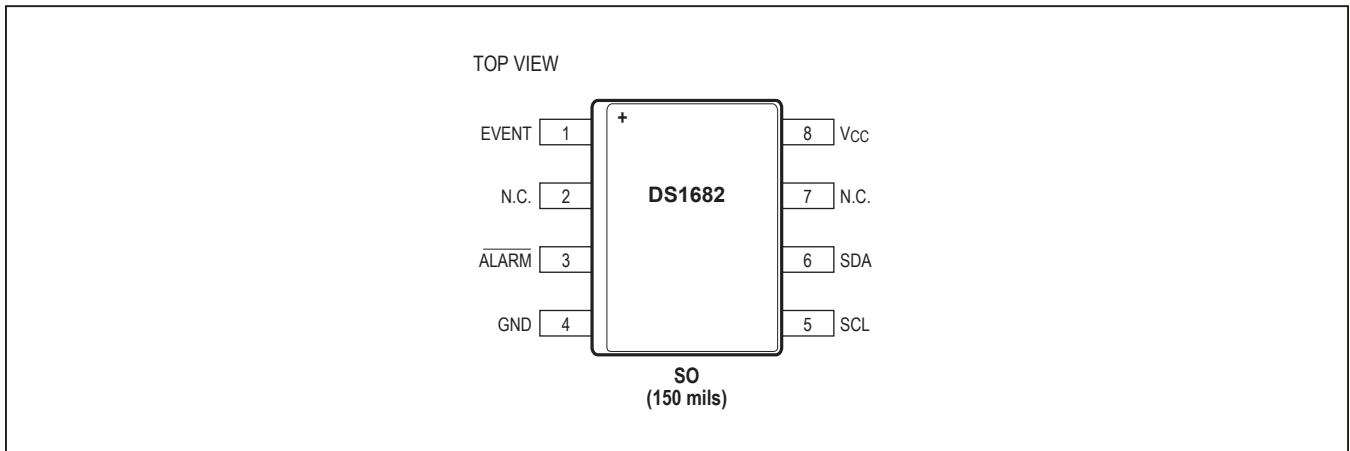 TOP VIEW
+
EVENT 1
8 VCC
N.C. 2
DS1682
7 N.C.
ALARM 3
6 SDA
GND 4
5 SCL
SO
(150 mils)